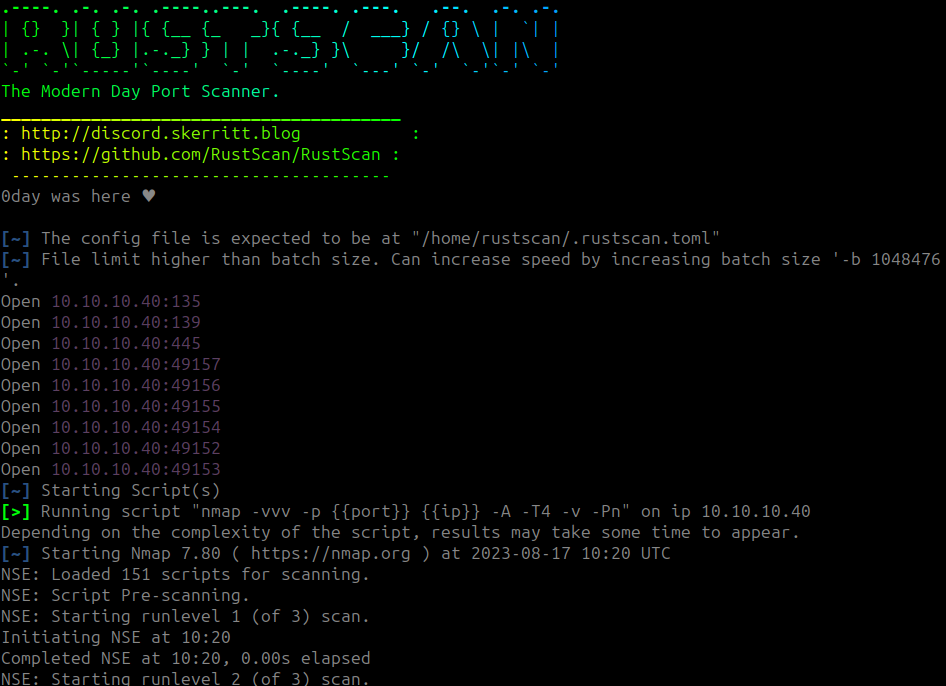 .----. .-. .-. .----..---.  .----. .---.   .--.  .-. .-.
| {}  }| { } |{ {__ {_   _}{ {__  /  ___} / {} \ |  `| |
| .-. \| {_} |.-._} } | |  .-._} }\     }/  /\  \| |\  |
`-' `-'`-----'`----'  `-'  `----'  `---' `-'  `-'`-' `-'
The Modern Day Port Scanner.
________________________________________
: http://discord.skerritt.blog           :
: https://github.com/RustScan/RustScan :
 --------------------------------------
0day was here ♥
[~] The config file is expected to be at "/home/rustscan/.rustscan.toml"
[~] File limit higher than batch size. Can increase speed by increasing batch size '-b 1048476
'.
Open 10.10.10.40:135
Open 10.10.10.40:139
Open 10.10.10.40:445
Open 10.10.10.40:49157
Open 10.10.10.40:49156
Open 10.10.10.40:49155
Open 10.10.10.40:49154
Open 10.10.10.40:49152
Open 10.10.10.40:49153
[~] Starting Script(s)
[>] Running script "nmap -vvv -p {{port}} {{ip}} -A -T4 -v -Pn" on ip 10.10.10.40
Depending on the complexity of the script, results may take some time to appear.
[~] Starting Nmap 7.80 ( https://nmap.org ) at 2023-08-17 10:20 UTC
NSE: Loaded 151 scripts for scanning.
NSE: Script Pre-scanning.
NSE: Starting runlevel 1 (of 3) scan.
Initiating NSE at 10:20
Completed NSE at 10:20, 0.00s elapsed
NSE: Starting runlevel 2 (of 3) scan.